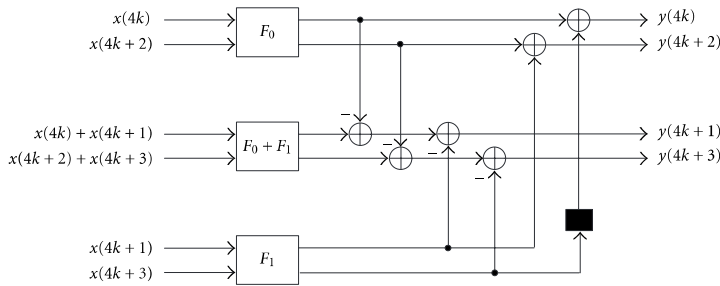 x(4k) F₀ y(4k)
x(4k + 2) y(4k + 2)
−
−
x(4k) + x(4k + 1) F₀ + F₁ y(4k + 1)
x(4k + 2) + x(4k + 3) y(4k + 3)
−
−
x(4k + 1) F₁
x(4k + 3)